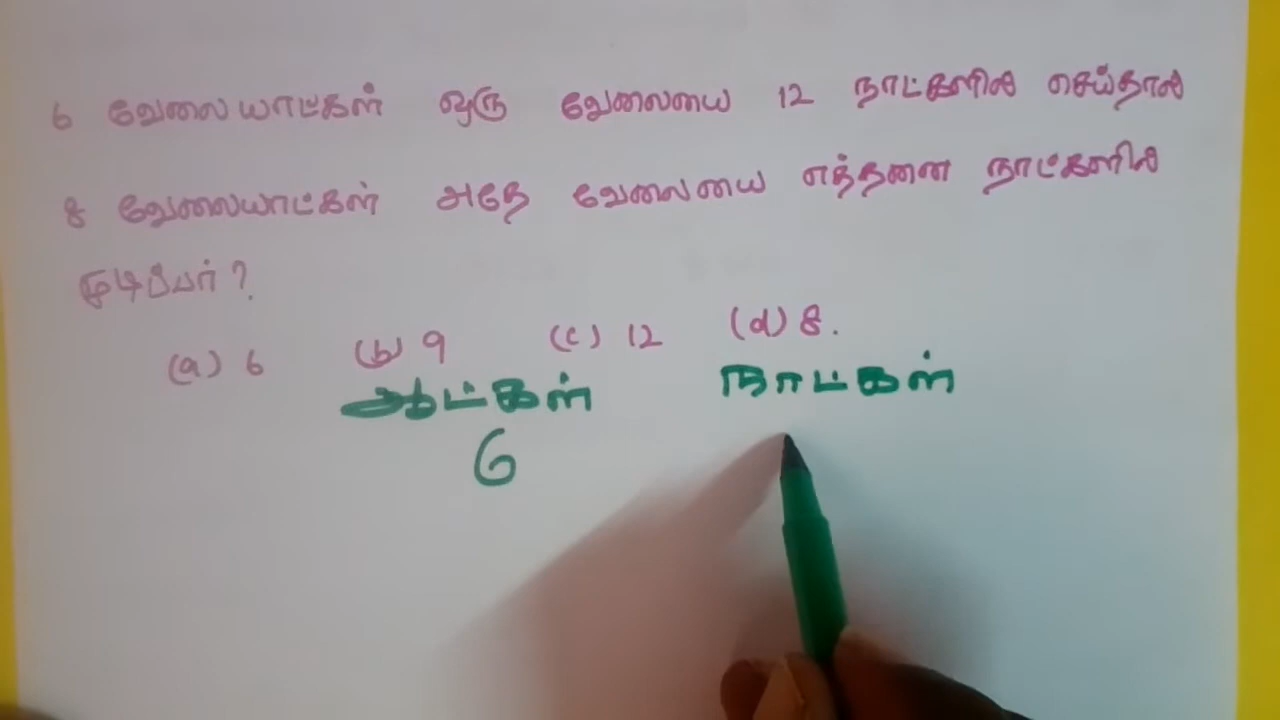 6 வேலையாட்கள் ஒரு வேலையை 12 நாட்களில் செய்தால்
8 வேலையாட்கள் அதே வேலையை எத்தனை நாட்களில்
முடிப்பர் ?
(a) 6 (b) 9 (c) 12 (d) 8.
ஆட்கள் நாட்கள்
6